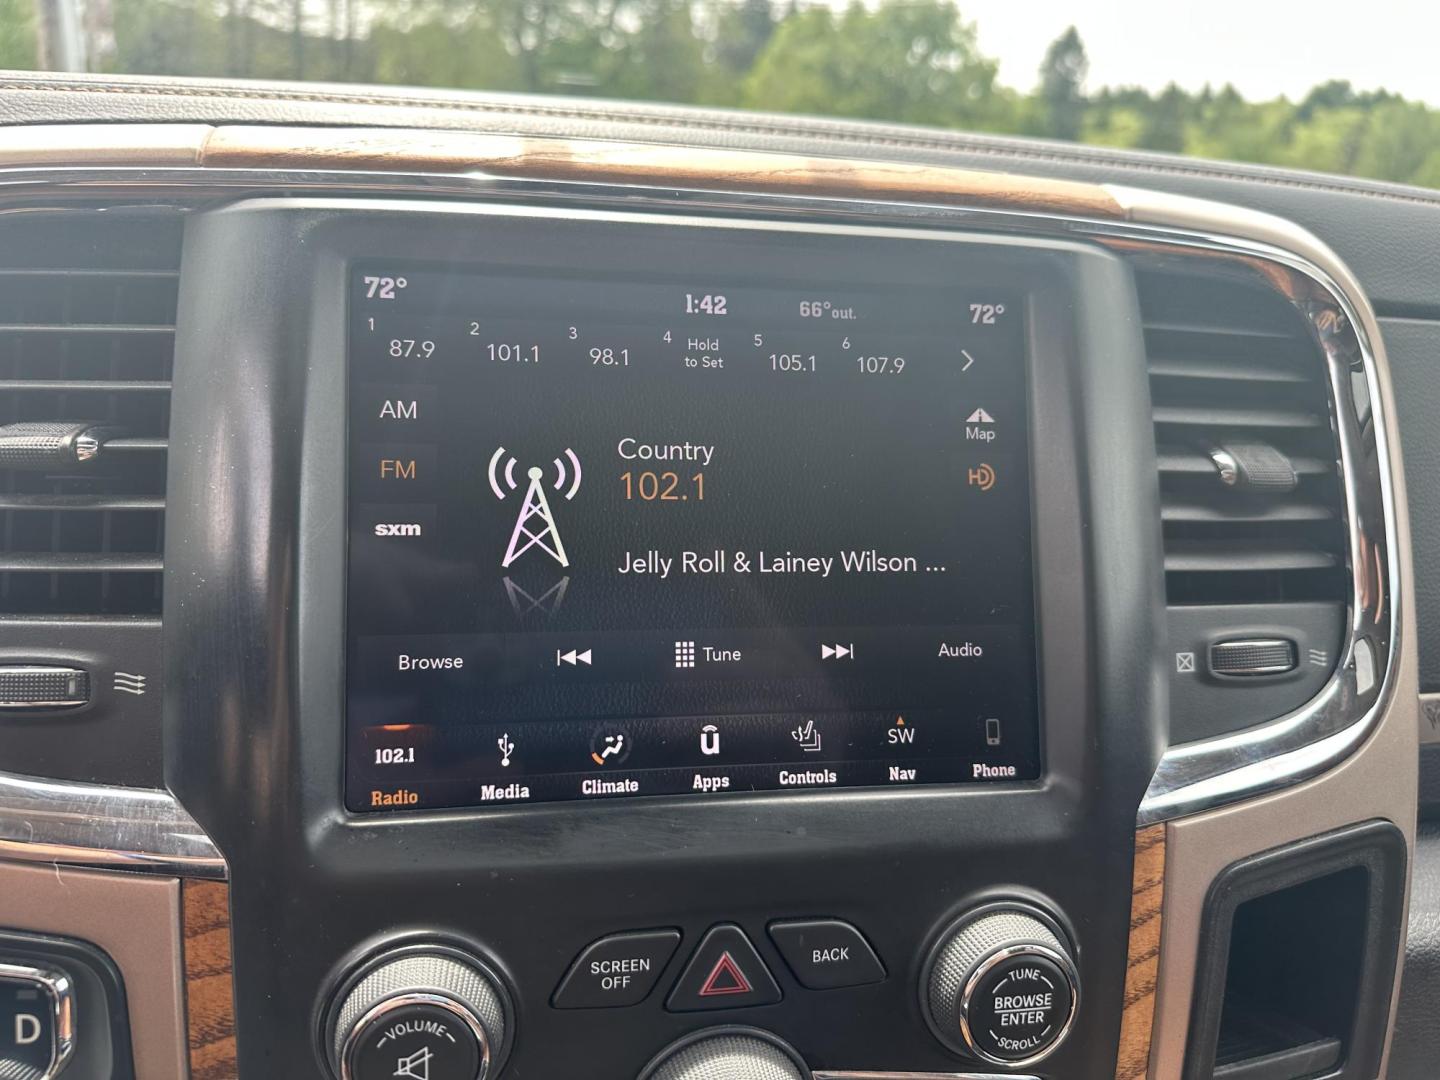 72° 1:42 66°out. 72°
1 87.9 2 101.1 3 98.1 4 Hold to Set 5 105.1 6 107.9
AM
Map
Country
FM
102.1
HD
sxm
Jelly Roll & Lainey Wilson ...
Browse Tune Audio
102.1 SW
Radio Media Climate Apps Controls Nav Phone
SCREEN OFF
BACK
TUNE
BROWSE
ENTER
SCROLL
VOLUME
D